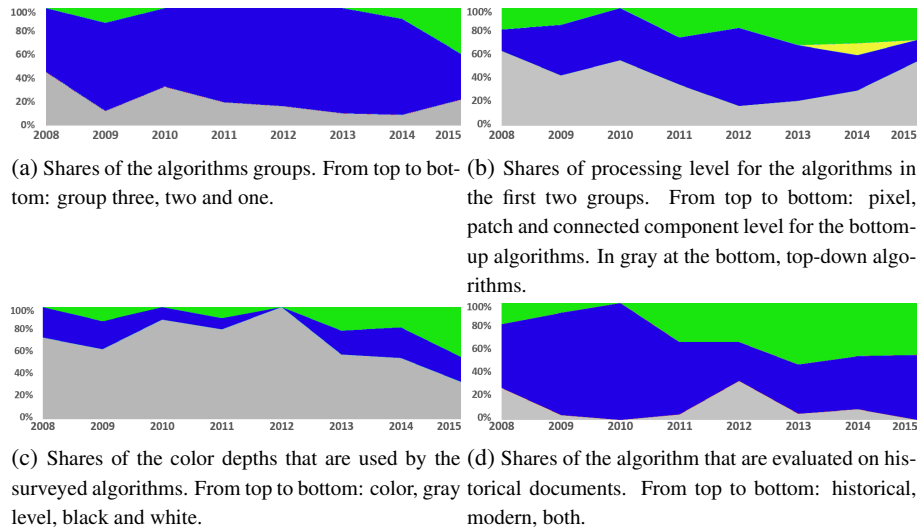 100%
80%
60%
40%
20%
0%
2008 2009 2010 2011 2012 2013 2014 2015
(a) Shares of the algorithms groups. From top to bot-
tom: group three, two and one.
100%
80%
60%
40%
20%
0%
2008 2009 2010 2011 2012 2013 2014 2015
(b) Shares of processing level for the algorithms in
the first two groups. From top to bottom: pixel,
patch and connected component level for the bottom-
up algorithms. In gray at the bottom, top-down algo-
rithms.
100%
80%
60%
40%
20%
0%
2008 2009 2010 2011 2012 2013 2014 2015
(c) Shares of the color depths that are used by the
surveyed algorithms. From top to bottom: color, gray
level, black and white.
100%
80%
60%
40%
20%
0%
2008 2009 2010 2011 2012 2013 2014 2015
(d) Shares of the algorithm that are evaluated on his-
torical documents. From top to bottom: historical,
modern, both.